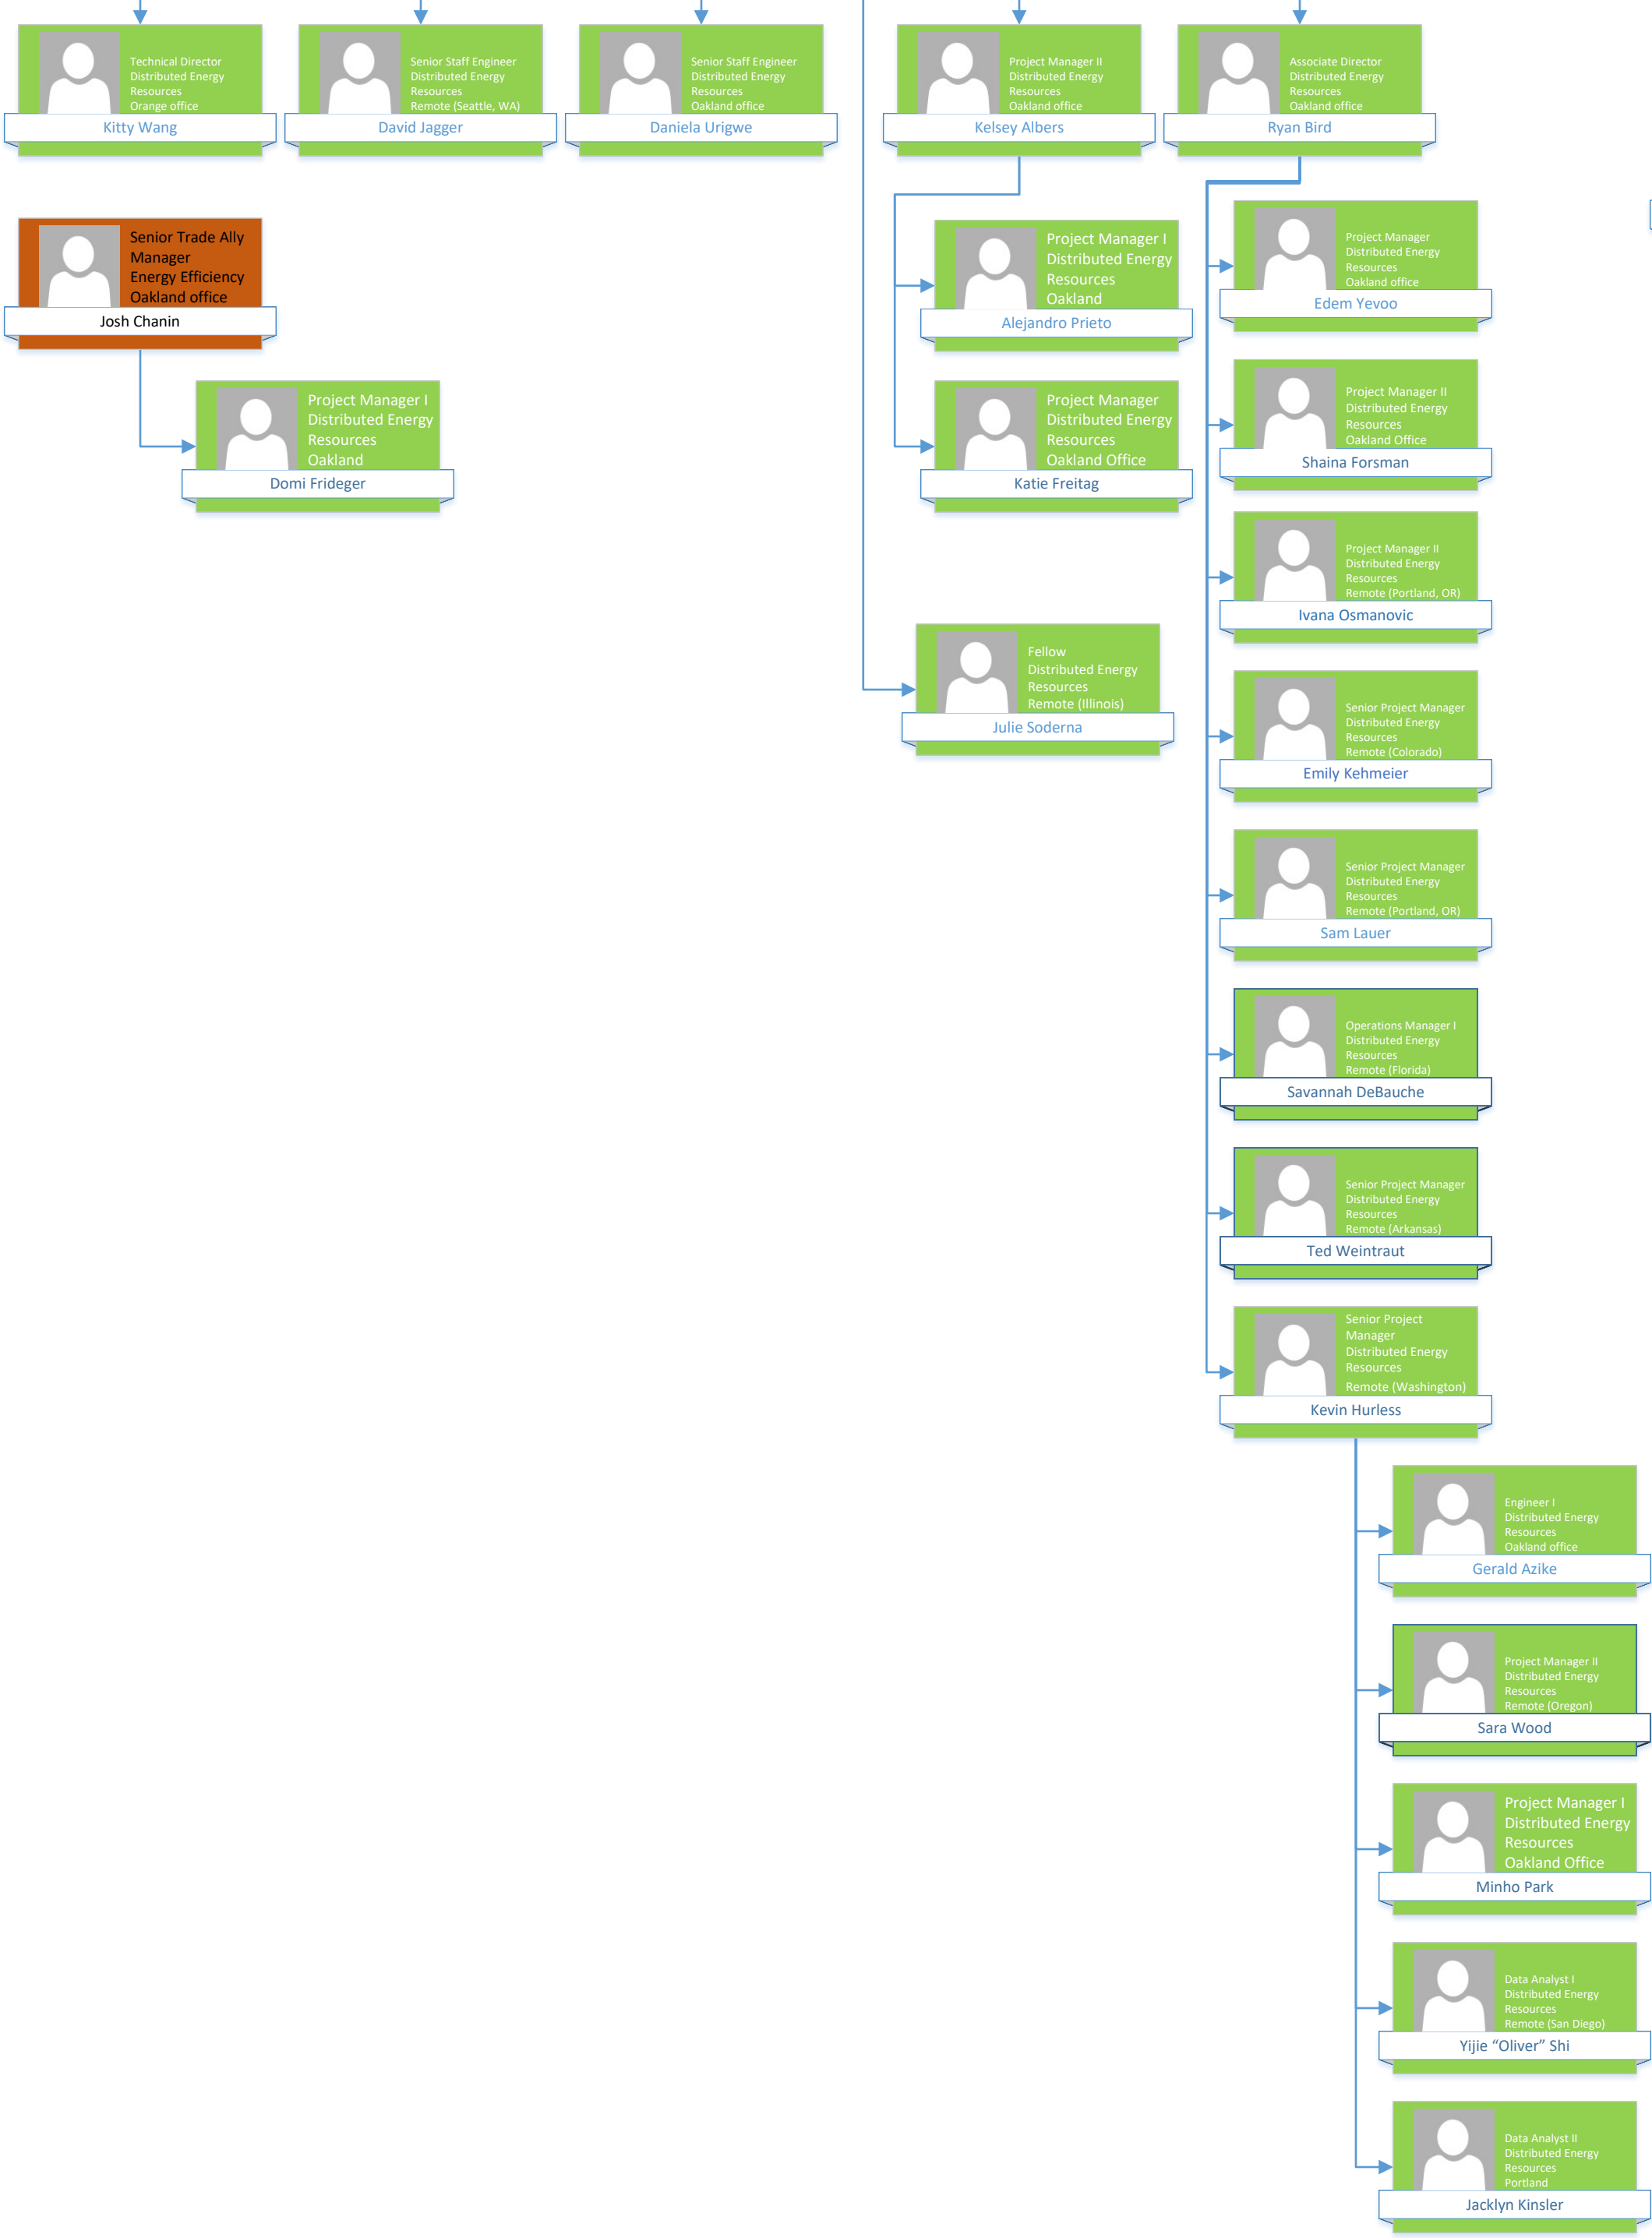 Technical Director
Distributed Energy
Resources
Orange office
Kitty Wang
Senior Staff Engineer
Distributed Energy
Resources
Remote (Seattle, WA)
David Jagger
Senior Staff Engineer
Distributed Energy
Resources
Oakland office
Daniela Urigwe
Project Manager II
Distributed Energy
Resources
Oakland office
Kelsey Albers
Associate Director
Distributed Energy
Resources
Oakland office
Ryan Bird
Senior Trade Ally
Manager
Energy Efficiency
Oakland office
Josh Chanin
Project Manager I
Distributed Energy
Resources
Oakland
Domi Frideger
Project Manager I
Distributed Energy
Resources
Oakland
Alejandro Prieto
Project Manager
Distributed Energy
Resources
Oakland Office
Katie Freitag
Fellow
Distributed Energy
Resources
Remote (Illinois)
Julie Soderna
Project Manager
Distributed Energy
Resources
Oakland office
Edem Yevoo
Project Manager II
Distributed Energy
Resources
Oakland Office
Shaina Forsman
Project Manager II
Distributed Energy
Resources
Remote (Portland, OR)
Ivana Osmanovic
Senior Project Manager
Distributed Energy
Resources
Remote (Colorado)
Emily Kehmeier
Senior Project Manager
Distributed Energy
Resources
Remote (Portland, OR)
Sam Lauer
Operations Manager I
Distributed Energy
Resources
Remote (Florida)
Savannah DeBauche
Senior Project Manager
Distributed Energy
Resources
Remote (Arkansas)
Ted Weintraut
Senior Project
Manager
Distributed Energy
Resources
Remote (Washington)
Kevin Hurless
Engineer I
Distributed Energy
Resources
Oakland office
Gerald Azike
Project Manager II
Distributed Energy
Resources
Remote (Oregon)
Sara Wood
Project Manager I
Distributed Energy
Resources
Oakland Office
Minho Park
Data Analyst I
Distributed Energy
Resources
Remote (San Diego)
Yijie “Oliver” Shi
Data Analyst II
Distributed Energy
Resources
Portland
Jacklyn Kinsler